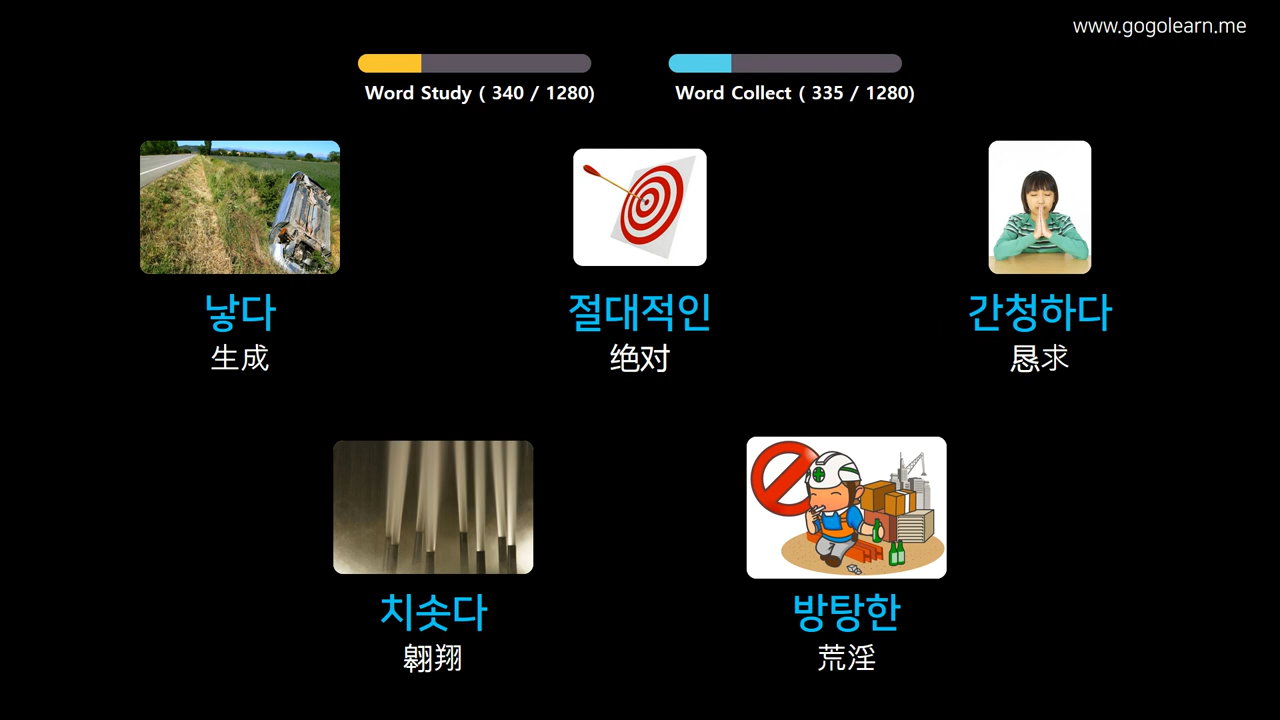 www.gogolearn.me
Word Study ( 340 / 1280)
Word Collect ( 335 / 1280)
낳다
生成
절대적인
绝对
간청하다
恳求
치솟다
翱翔
방탕한
荒淫